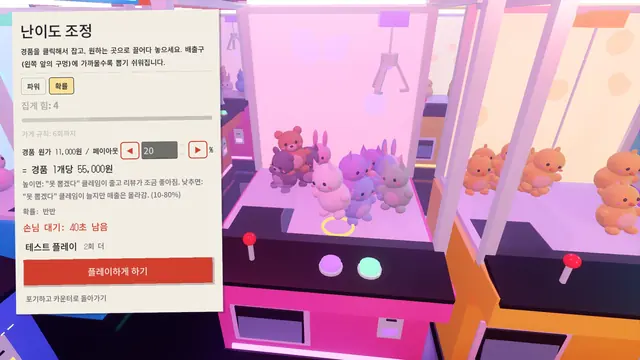 난이도 조정
경품을 클릭해서 잡고, 원하는 곳으로 끌어다 놓으세요. 배출구
(왼쪽 앞의 구멍)에 가까울수록 뽑기 쉬워집니다.
파워 확률
집게 힘: 4
가게 규칙: 6회까지
경품 원가 11,000원 / 페이아웃 20 %
= 경품 1개당 55,000원
높이면: "못 뽑겠다" 클레임이 줄고 리뷰가 조금 좋아짐. 낮추면:
"못 뽑겠다" 클레임이 늘지만 매출은 올라감. (10-80%)
확률: 반반
손님 대기: 40초 남음
테스트 플레이 2회 더
플레이하게 하기
포기하고 카운터로 돌아가기